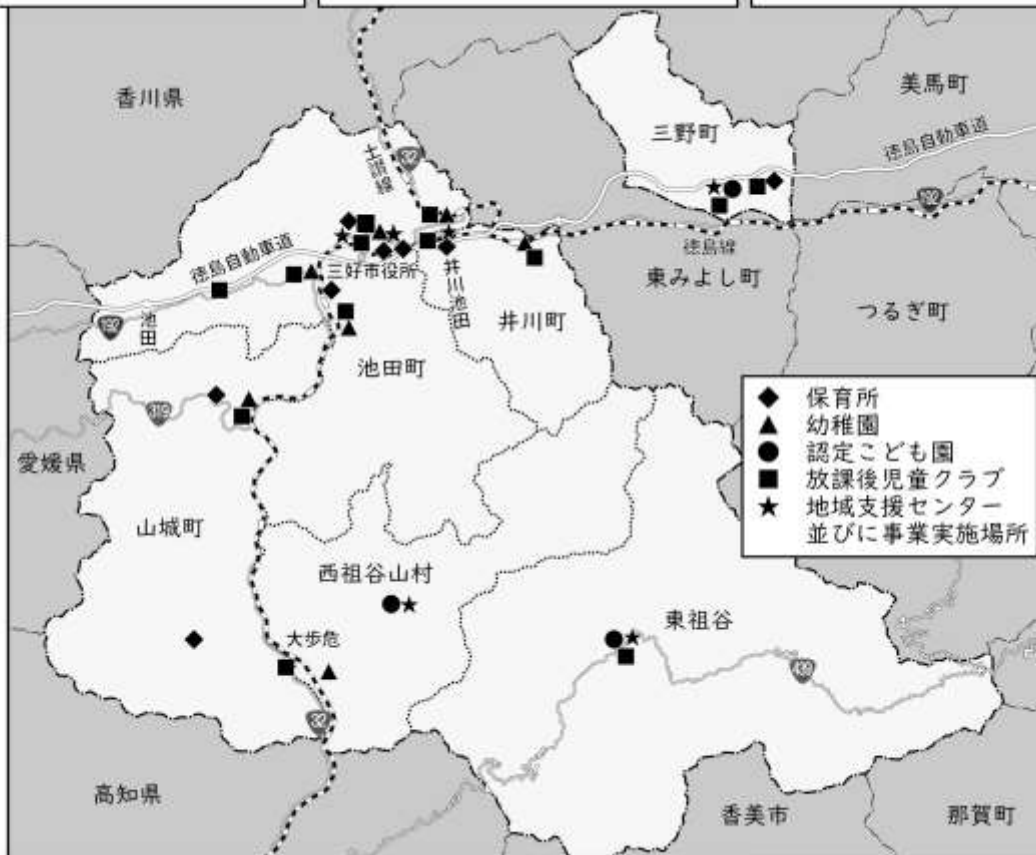 香川県
美馬町
三野町
徳島自動車道
32
土讃線
192
徳島線
徳島自動車道
三好市役所
東みよし町
井川池田
つるぎ町
井川町
192
池田
池田町
319
愛媛県
保育所
幼稚園
認定こども園
放課後児童クラブ
地域支援センター
並びに事業実施場所
山城町
西祖谷山村
東祖谷
大歩危
439
32
高知県
香美市
那賀町